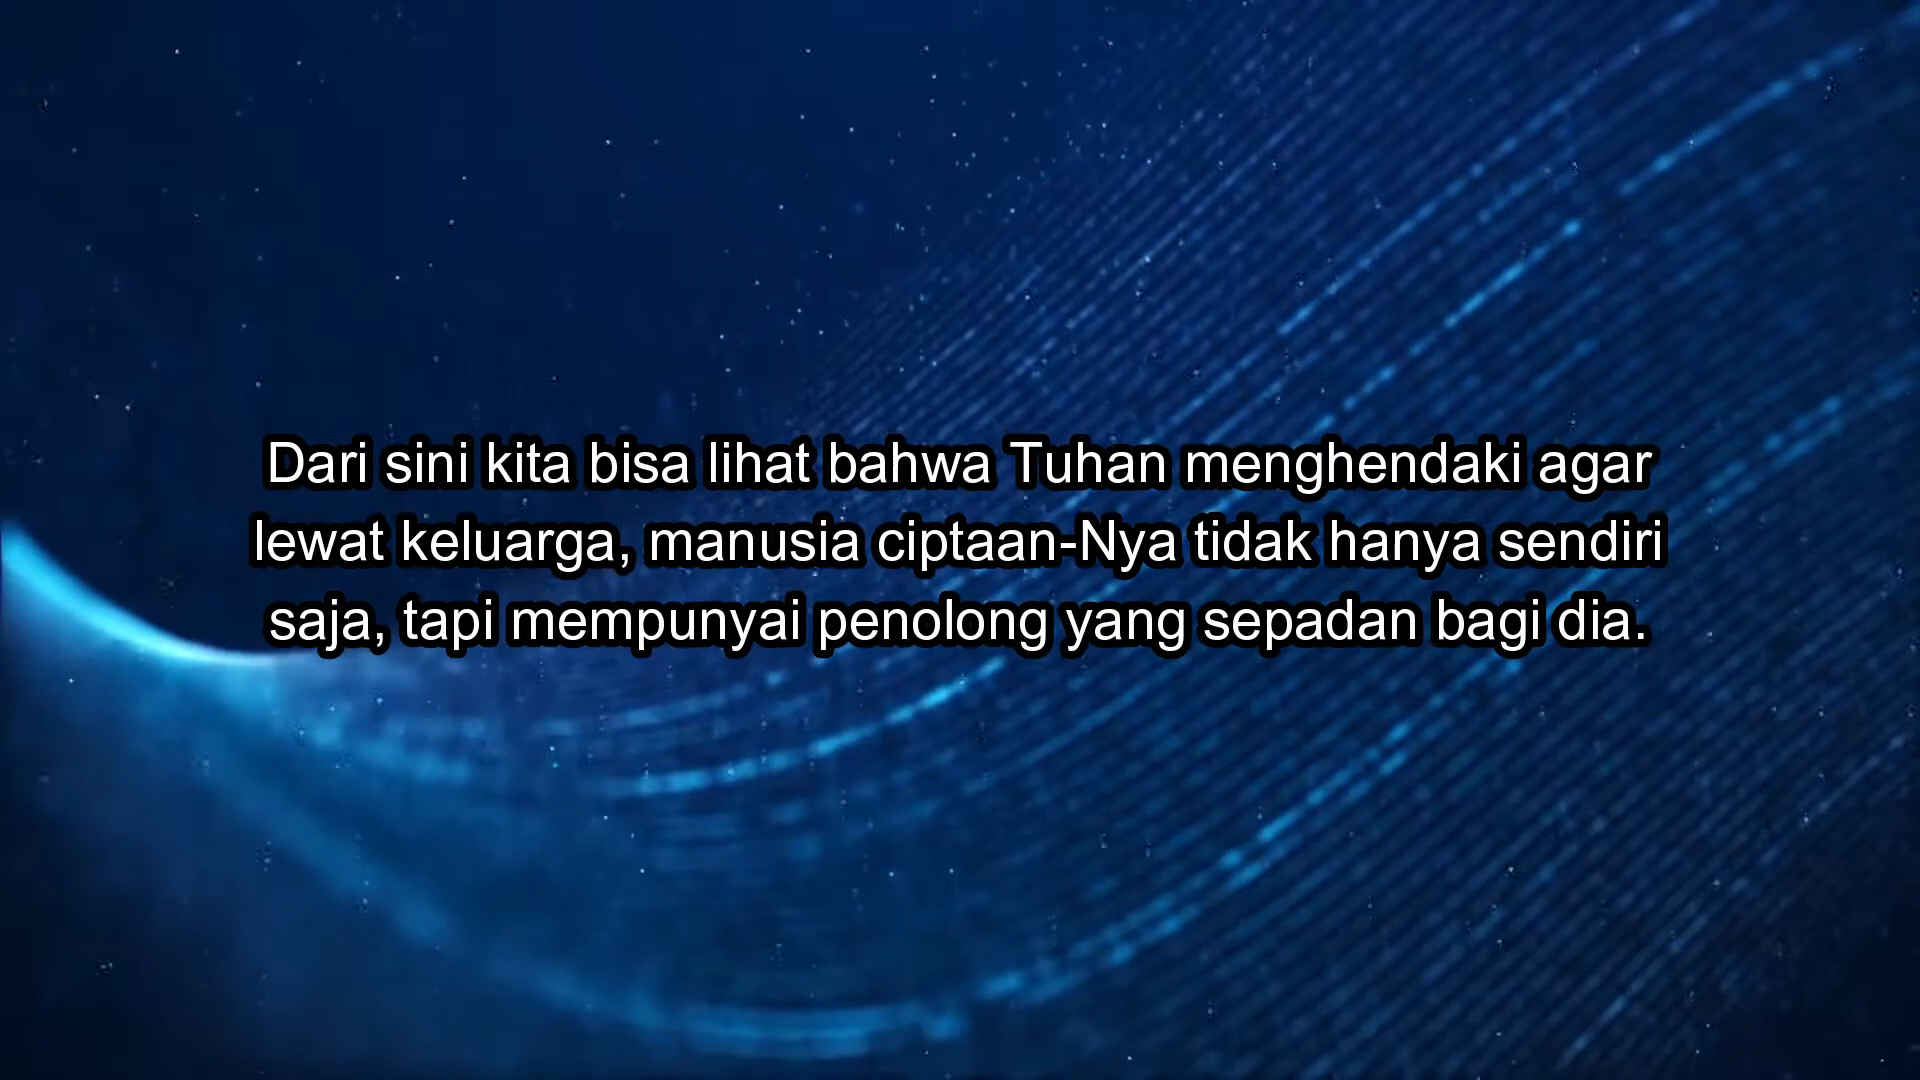 Dari sini kita bisa lihat bahwa Tuhan menghendaki agar
lewat keluarga, manusia ciptaan-Nya tidak hanya sendiri
saja, tapi mempunyai penolong yang sepadan bagi dia.